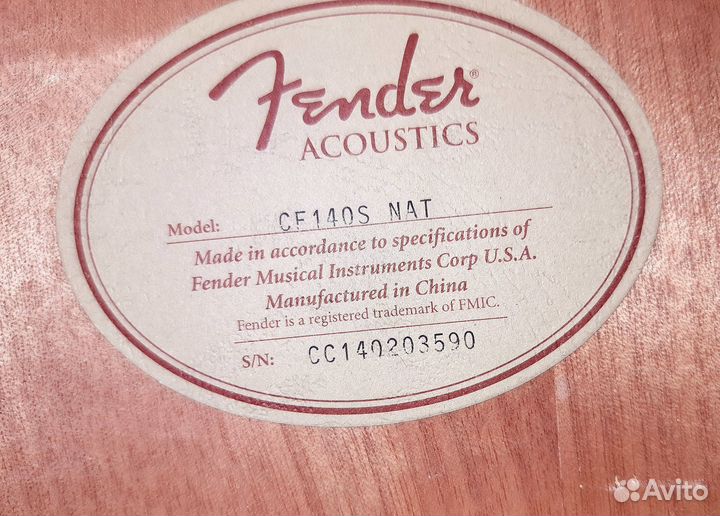 Fender®
ACOUSTICS
Model: CF140S NAT
Made in accordance to specifications of
Fender Musical Instruments Corp U.S.A.
Manufactured in China
Fender is a registered trademark of FMIC.
S/N: CC140203590
Avito